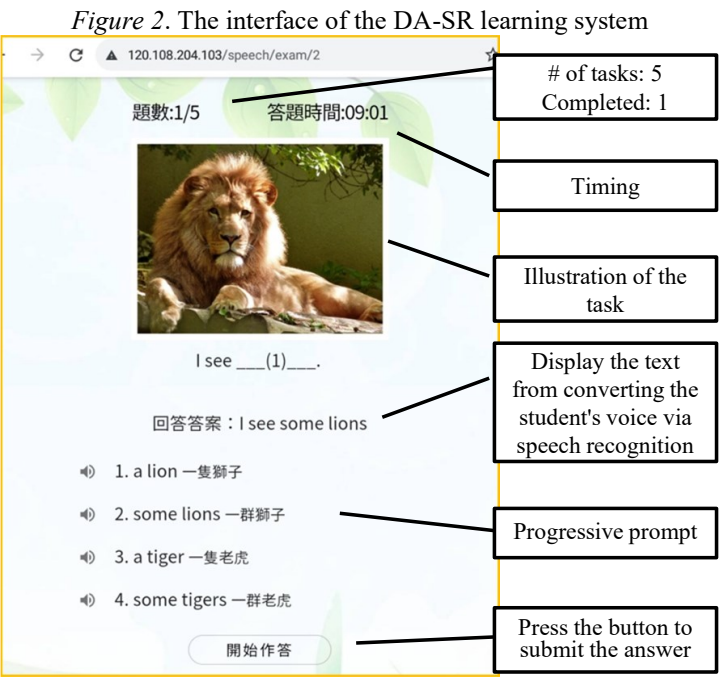 Figure 2. The interface of the DA-SR learning system
120.108.204.103/speech/exam/2
題數:1/5 答題時間:09:01
# of tasks: 5
Completed: 1
Timing
Illustration of the
task
I see ___(1)___.
Display the text
from converting the
student's voice via
speech recognition
回答答案：I see some lions
1. a lion 一隻獅子
2. some lions 一群獅子
Progressive prompt
3. a tiger 一隻老虎
4. some tigers 一群老虎
Press the button to
submit the answer
開始作答